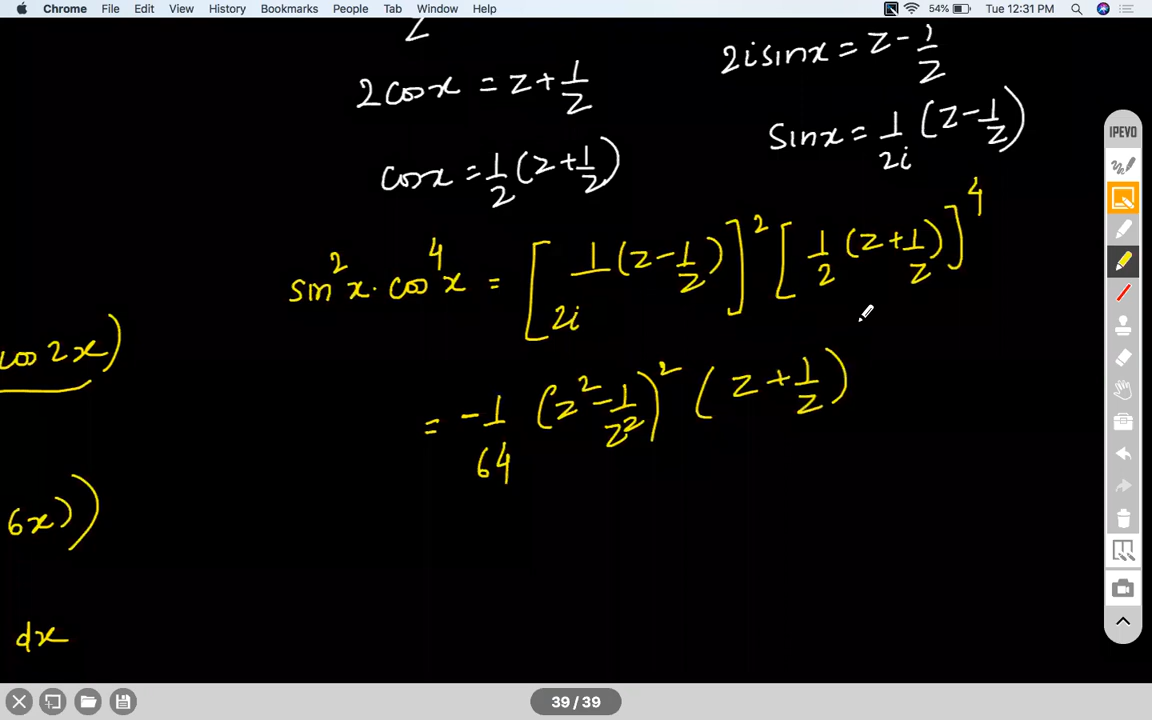 Chrome File Edit View History Bookmarks People Tab Window Help 54% Tue 12:31 PM
z
2isinx = z - 1/z
2cosx = z + 1/z
sinx = 1/2i (z - 1/z)
cosx = 1/2 (z + 1/z)
sin²x · cos⁴x = [1/2i (z - 1/z)]² [1/2 (z + 1/z)]⁴
cos 2x)
= -1/64 (z² - 1/z²)² (z + 1/z)
6x))
dx
IPEVO
39 / 39